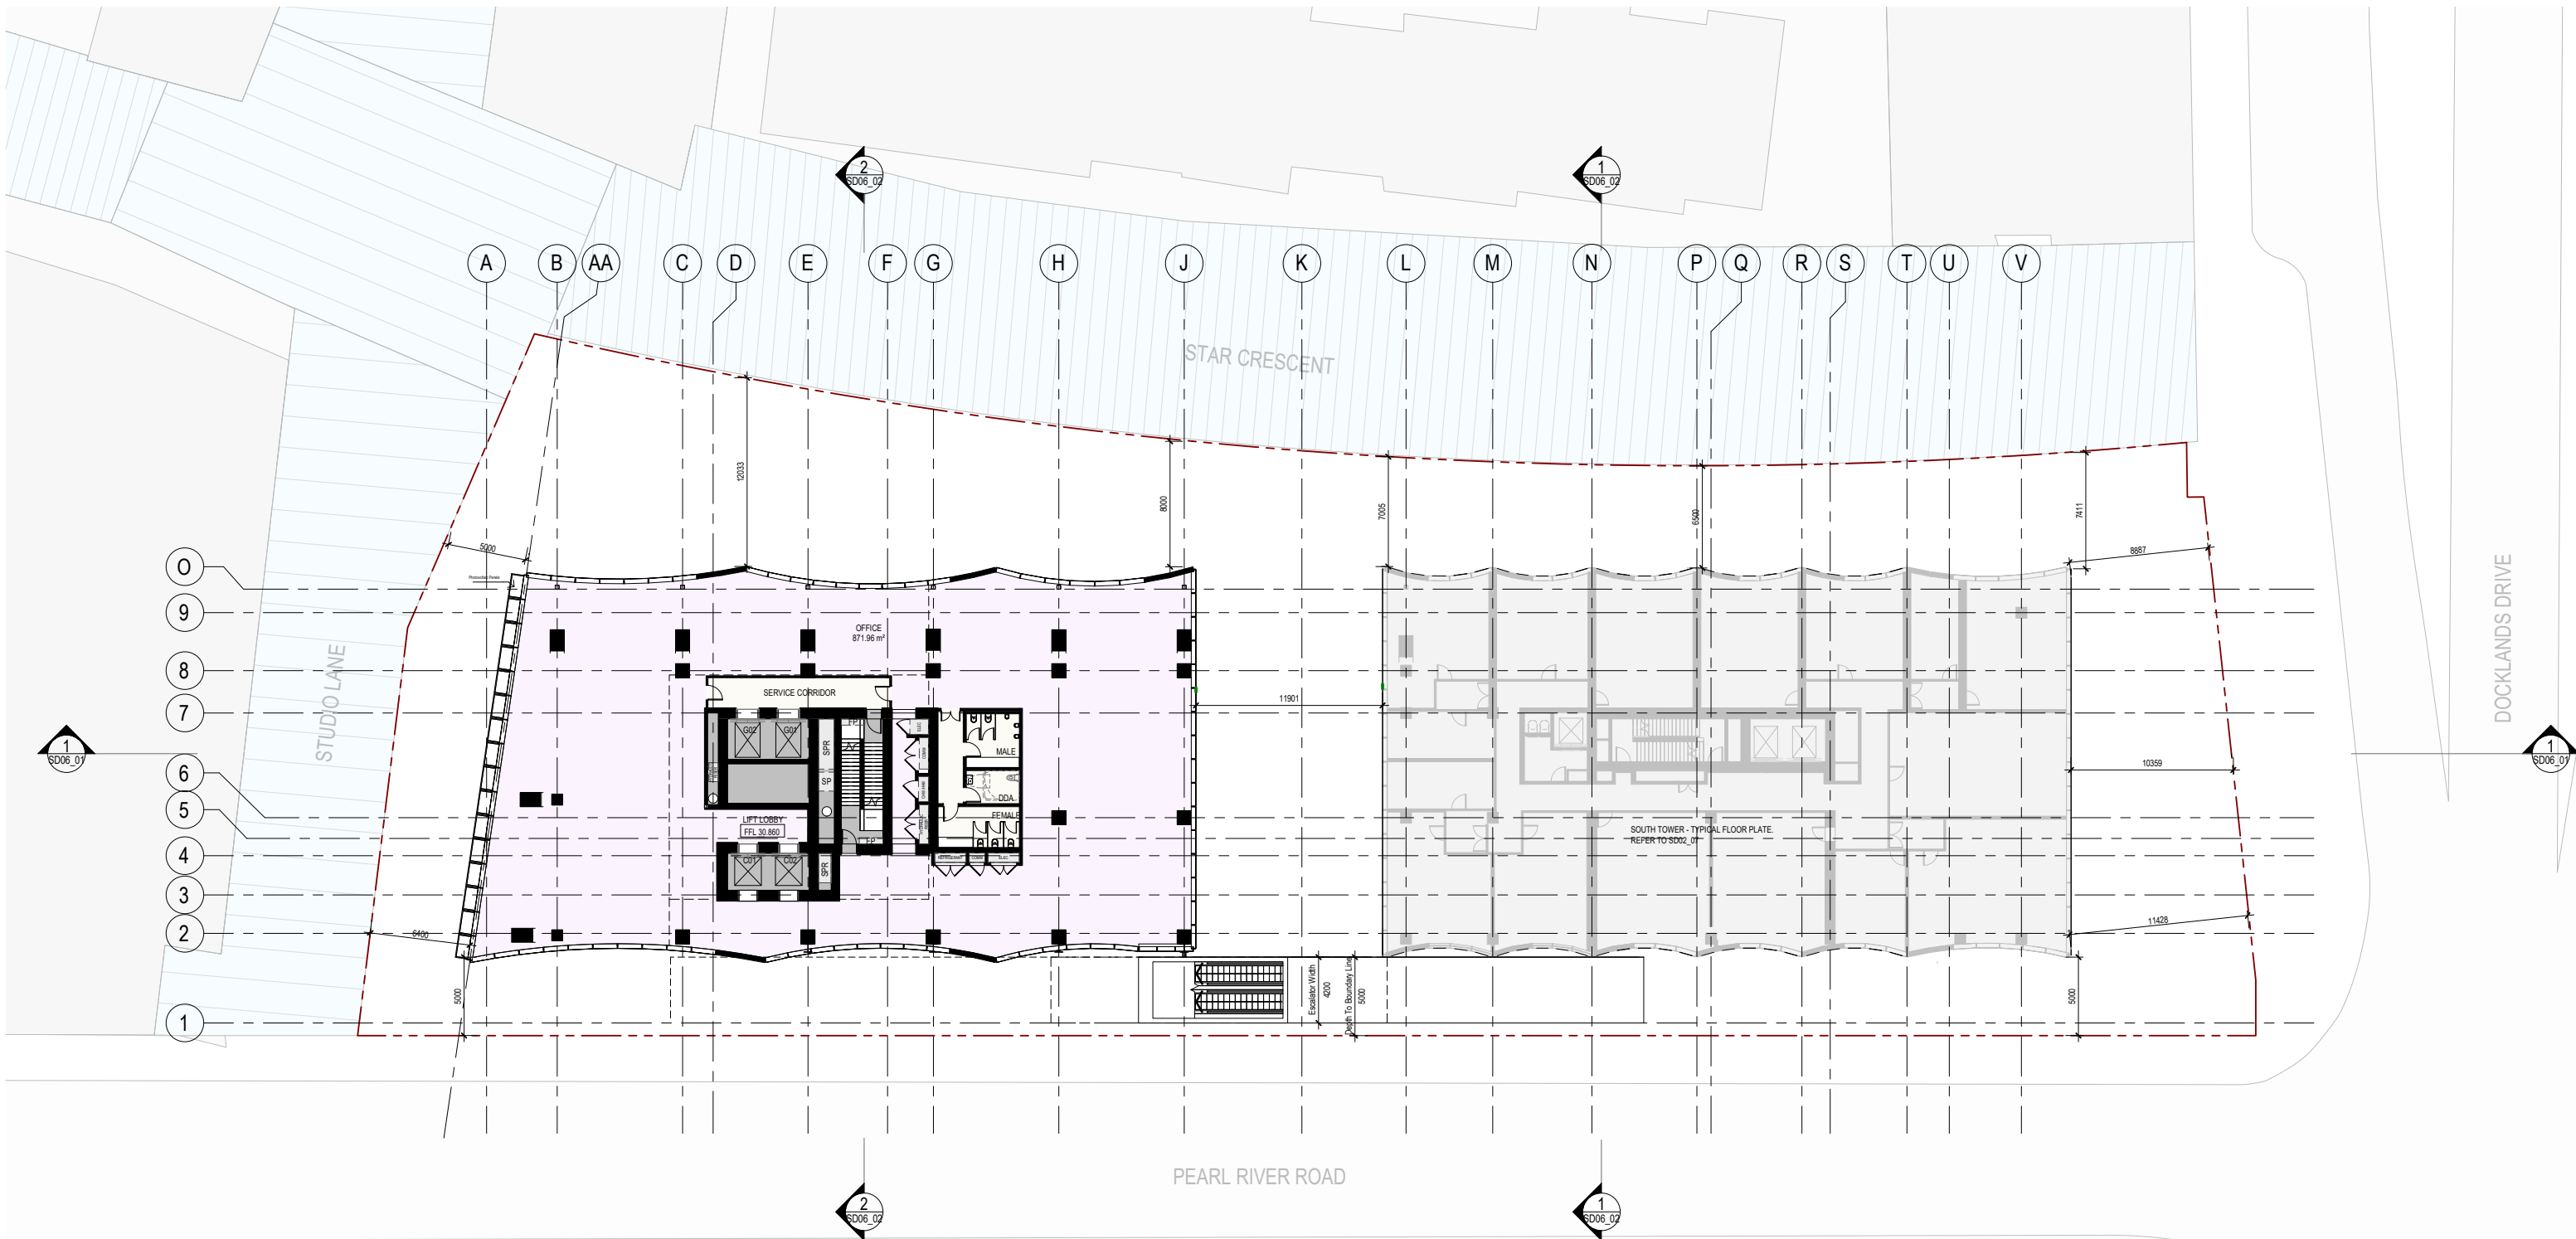 2
SD06_02
1
SD06_02
A
B
AA
C
D
E
F
G
H
J
K
L
M
N
P
Q
R
S
T
U
V
STAR CRESCENT
12033
8000
7005
6500
7411
5000
8887
O
9
8
7
6
5
4
3
2
1
Photovoltaic Panels
OFFICE
871.96 m²
SERVICE CORRIDOR
11901
STUDIO LANE
DOCKLANDS DRIVE
1
SD06_01
1
SD06_01
G02
G01
FP
SPR
SP
MALE
DDA
FEMALE
LIFT LOBBY
FFL 30.860
FP
C01
C02
SPR
10359
SOUTH TOWER - TYPICAL FLOOR PLATE.
REFER TO SD02_07
6400
11428
5000
Escalator Width
4200
Depth To Boundary Line
5000
5000
PEARL RIVER ROAD
2
SD06_02
1
SD06_02